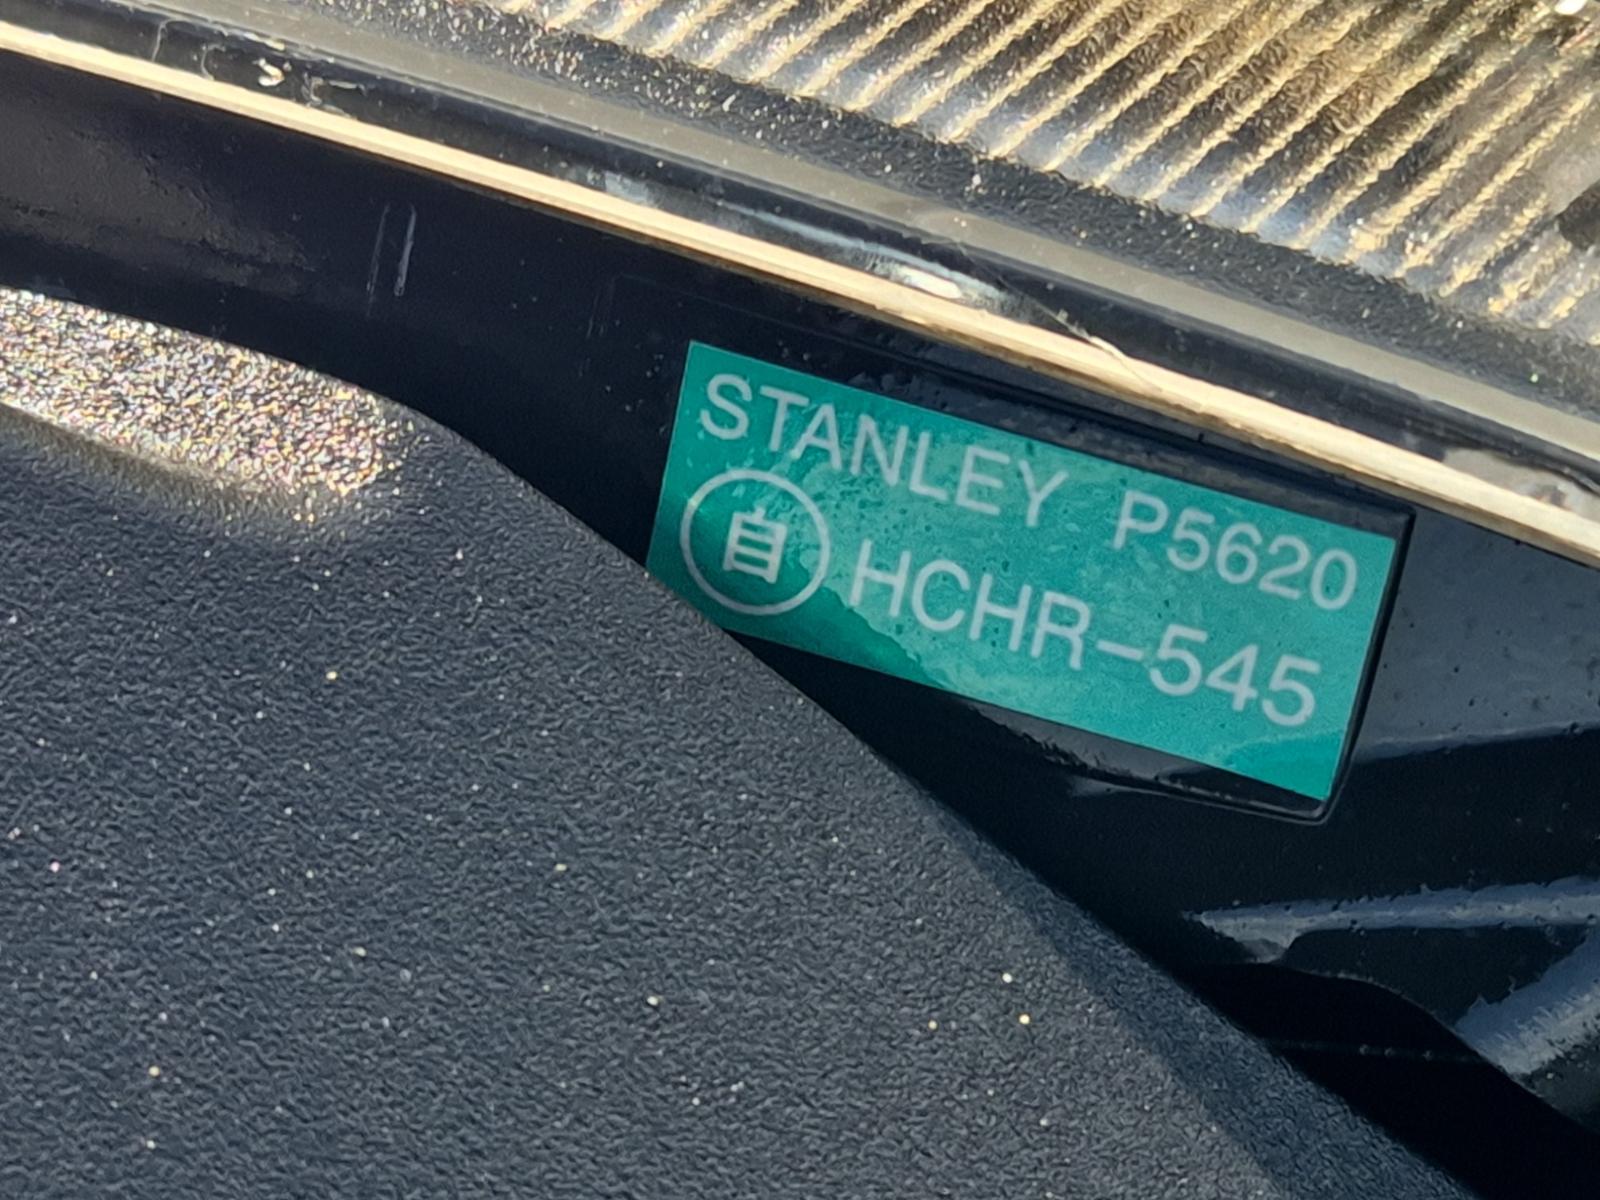 STANLEY P5620
自 HCHR-545